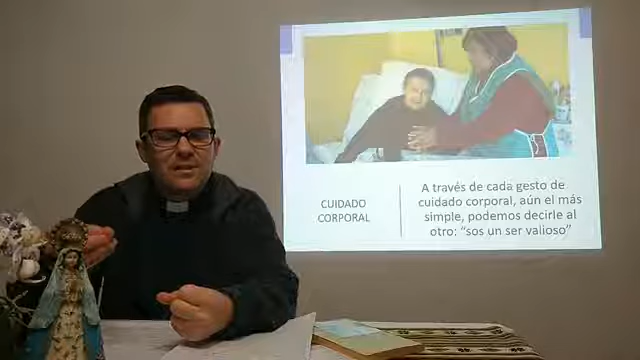 CUIDADO
CORPORAL
A través de cada gesto de
cuidado corporal, aún el más
simple, podemos decirle al
otro: “sos un ser valioso”